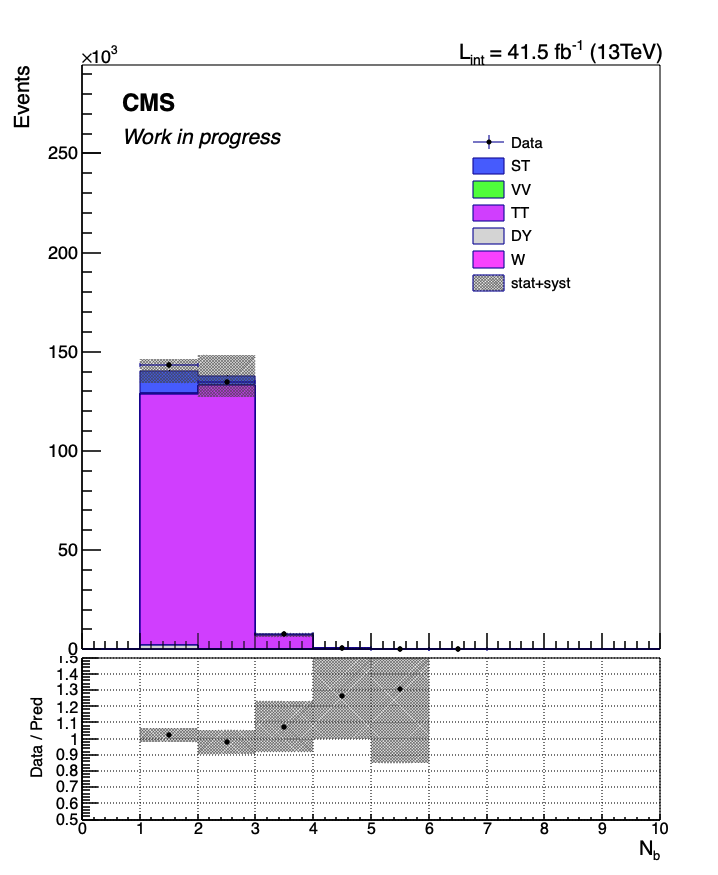 ×10³
L_int = 41.5 fb⁻¹ (13TeV)
Events
CMS
Work in progress
Data
ST
VV
TT
DY
W
stat+syst
250
200
150
100
50
0
Data / Pred
1.5
1.4
1.3
1.2
1.1
1
0.9
0.8
0.7
0.6
0.5
0 1 2 3 4 5 6 7 8 9 10
N_b